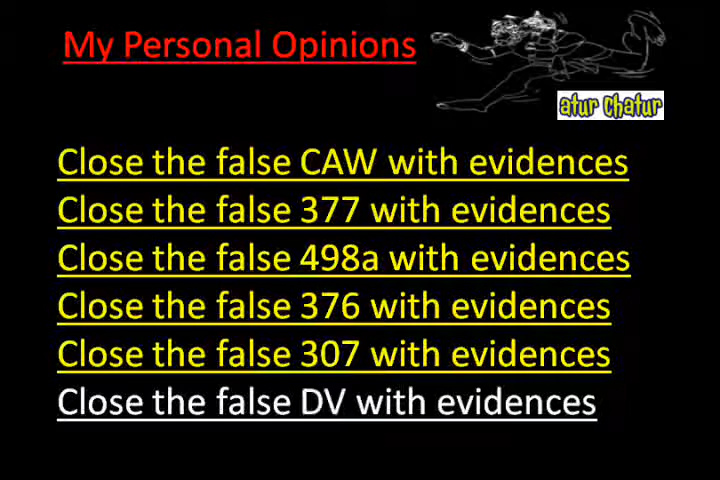 My Personal Opinions
atur chatur
Close the false CAW with evidences
Close the false 377 with evidences
Close the false 498a with evidences
Close the false 376 with evidences
Close the false 307 with evidences
Close the false DV with evidences